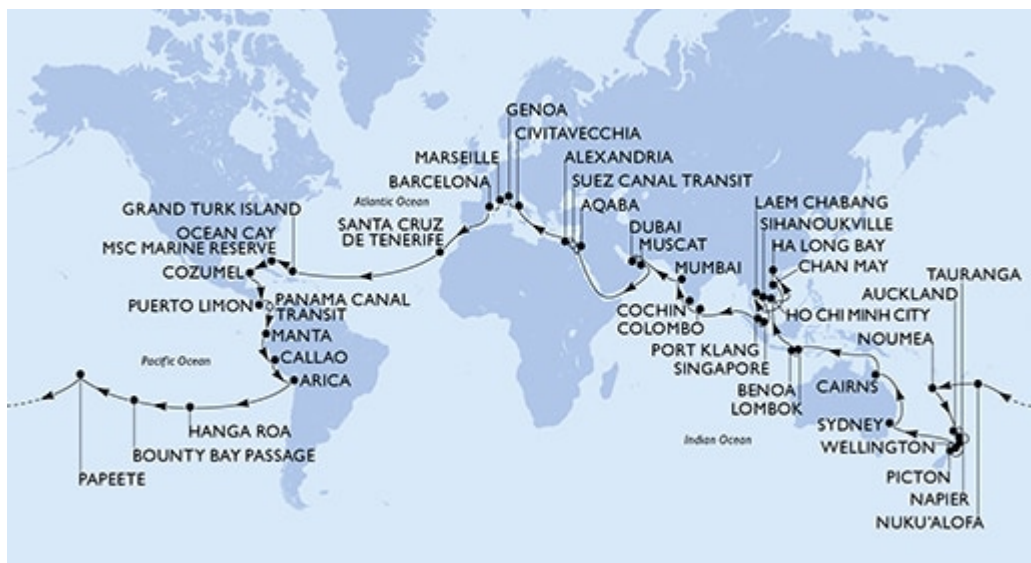 GENOA
CIVITAVECCHIA
MARSEILLE
ALEXANDRIA
BARCELONA
SUEZ CANAL TRANSIT
Atlantic Ocean
AQABA
GRAND TURK ISLAND
SANTA CRUZ
DE TENERIFE
DUBAI
MUSCAT
OCEAN CAY
MSC MARINE RESERVE
COZUMEL
MUMBAI
LAEM CHABANG
SIHANOUKVILLE
HA LONG BAY
CHAN MAY
TAURANGA
AUCKLAND
PUERTO LIMON
PANAMA CANAL
TRANSIT
COCHIN
COLOMBO
HO CHI MINH CITY
NOUMEA
MANTA
Pacific Ocean
CALLAO
ARICA
PORT KLANG
SINGAPORE
BENOA
LOMBOK
CAIRNS
HANGA ROA
BOUNTY BAY PASSAGE
PAPEETE
Indian Ocean
SYDNEY
WELLINGTON
PICTON
NAPIER
NUKU'ALOFA